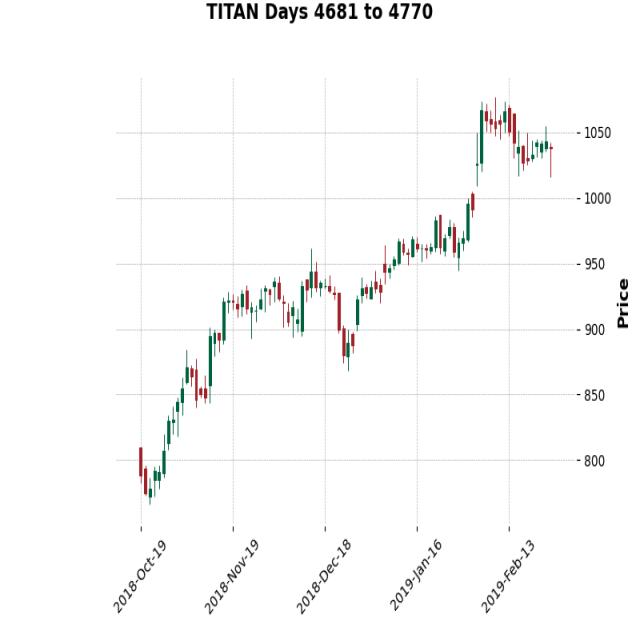 TITAN Days 4681 to 4770
1050
1000
950
900
850
800
Price
2018-Oct-19
2018-Nov-19
2018-Dec-18
2019-Jan-16
2019-Feb-13